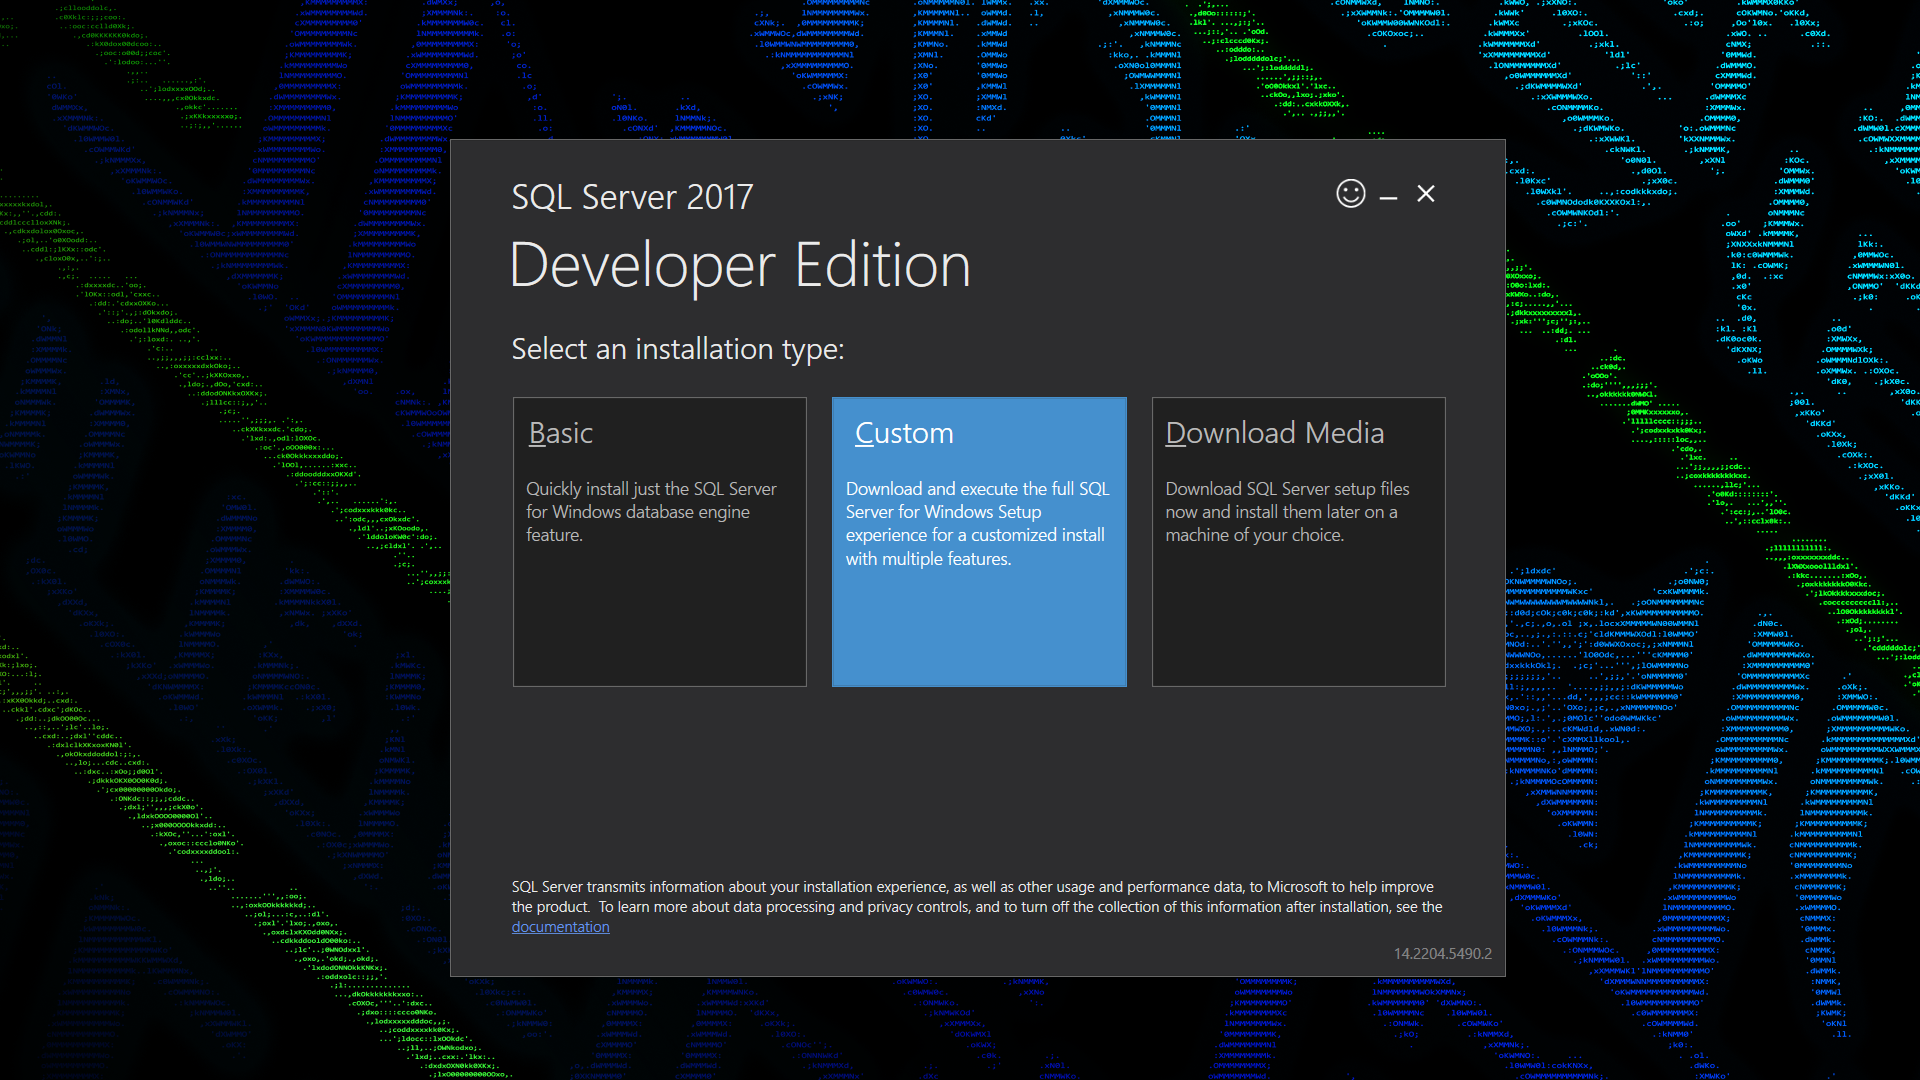 SQL Server 2017
Developer Edition
Select an installation type:
Basic
Quickly install just the SQL Server
for Windows database engine
feature.
Custom
Download and execute the full SQL
Server for Windows Setup
experience for a customized install
with multiple features.
Download Media
Download SQL Server setup files
now and install them later on a
machine of your choice.
SQL Server transmits information about your installation experience, as well as other usage and performance data, to Microsoft to help improve
the product.  To learn more about data processing and privacy controls, and to turn off the collection of this information after installation, see the
documentation
14.2204.5490.2